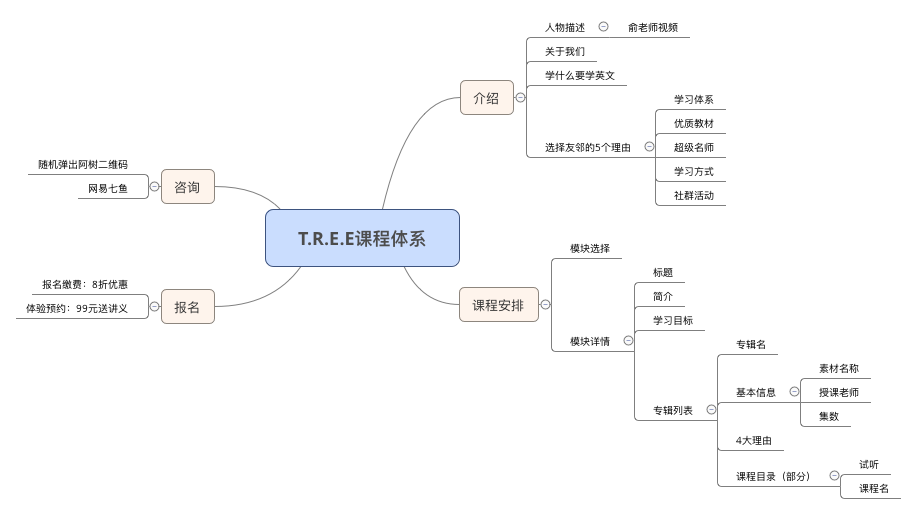 T.R.E.E课程体系
介绍
人物描述
俞老师视频
关于我们
学什么要学英文
选择友邻的5个理由
学习体系
优质教材
超级名师
学习方式
社群活动
课程安排
模块选择
模块详情
标题
简介
学习目标
专辑列表
专辑名
基本信息
素材名称
授课老师
集数
4大理由
课程目录（部分）
试听
课程名
咨询
随机弹出阿树二维码
网易七鱼
报名
报名缴费：8折优惠
体验预约：99元送讲义